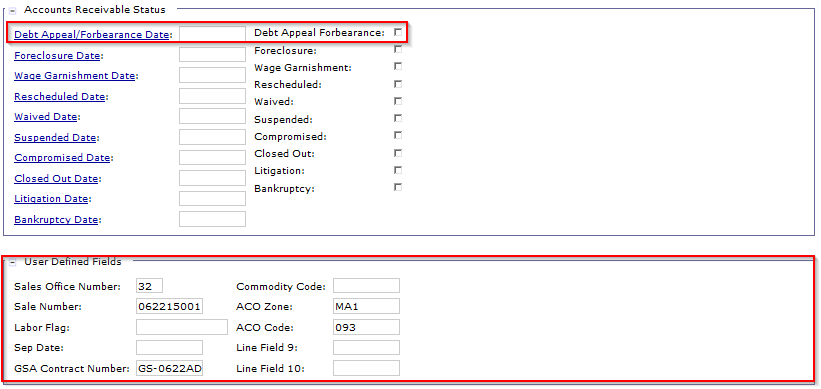 Accounts Receivable Status
Debt Appeal/Forbearance Date: Debt Appeal Forbearance:
Foreclosure Date: Foreclosure:
Wage Garnishment Date: Wage Garnishment:
Rescheduled Date: Rescheduled:
Waived Date: Waived:
Suspended Date: Suspended:
Compromised Date: Compromised:
Closed Out Date: Closed Out:
Litigation Date: Litigation:
Bankruptcy Date: Bankruptcy:
User Defined Fields
Sales Office Number: 32 Commodity Code:
Sale Number: 062215001 ACO Zone: MA1
Labor Flag: ACO Code: 093
Sep Date: Line Field 9:
GSA Contract Number: GS-0622AD Line Field 10: